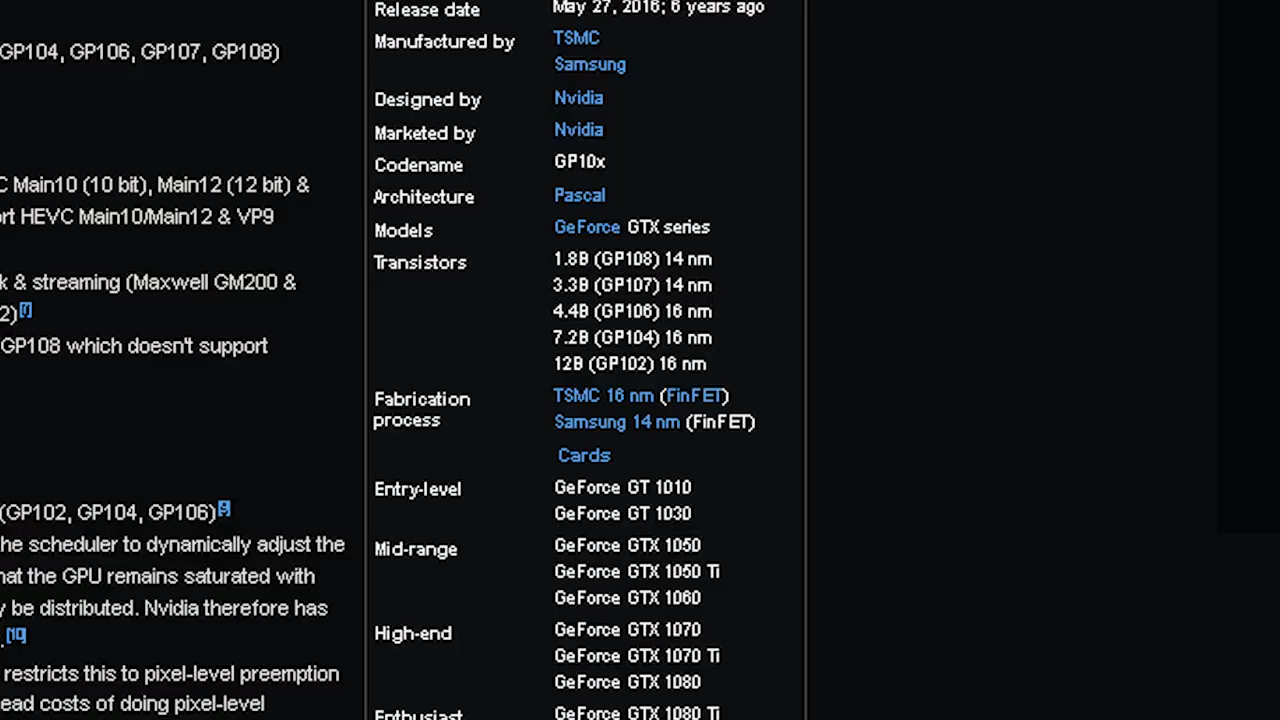 GP104, GP106, GP107, GP108)
C Main10 (10 bit), Main12 (12 bit) &
ort HEVC Main10/Main12 & VP9
k & streaming (Maxwell GM200 &
2)
GP108 which doesn't support
(GP102, GP104, GP106)
he scheduler to dynamically adjust the
hat the GPU remains saturated with
y be distributed. Nvidia therefore has
.[10]
restricts this to pixel-level preemption
ead costs of doing pixel-level
Release date May 27, 2016; 6 years ago
Manufactured by TSMC
Samsung
Designed by Nvidia
Marketed by Nvidia
Codename GP10x
Architecture Pascal
Models GeForce GTX series
Transistors 1.8B (GP108) 14 nm
3.3B (GP107) 14 nm
4.4B (GP106) 16 nm
7.2B (GP104) 16 nm
12B (GP102) 16 nm
Fabrication TSMC 16 nm (FinFET)
process Samsung 14 nm (FinFET)
Cards
Entry-level GeForce GT 1010
GeForce GT 1030
Mid-range GeForce GTX 1050
GeForce GTX 1050 Ti
GeForce GTX 1060
High-end GeForce GTX 1070
GeForce GTX 1070 Ti
GeForce GTX 1080
Enthusiast GeForce GTX 1080 Ti